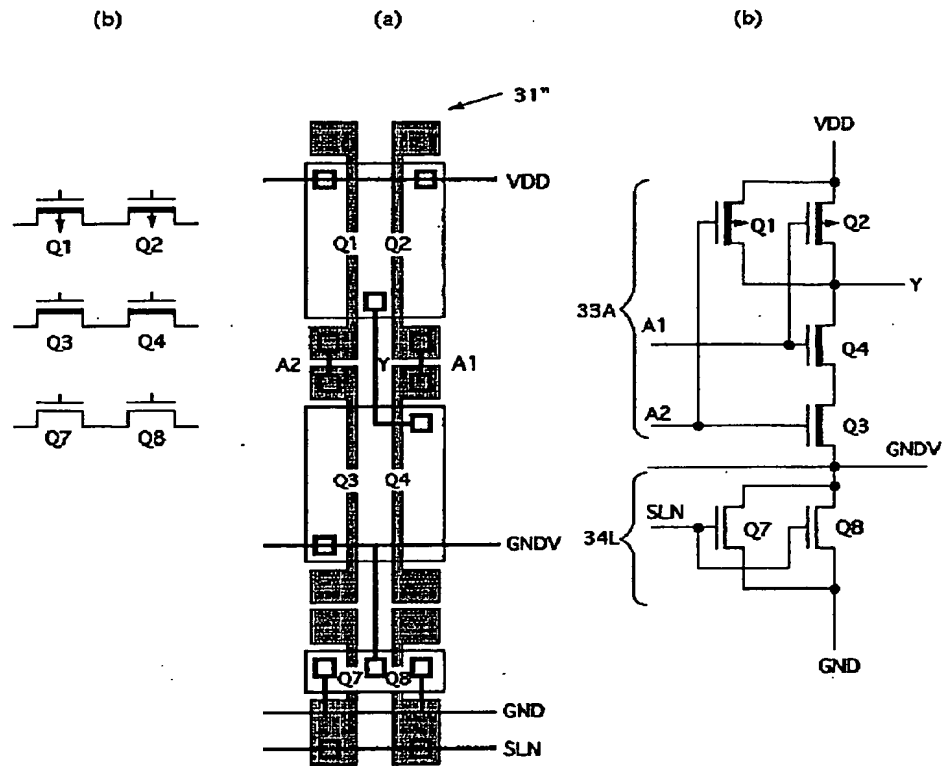 (b)
(a)
(b)
31"
VDD
VDD
Q1 Q2
Q1 Q2
Q1 Q2
33A
Y
A1
Q3 Q4
A2 Y A1
Q4
Q7 Q8
A2
Q3
GNDV
Q3 Q4
SLN
34L
Q7 Q8
GNDV
Q7 Q8
GND
GND
SLN